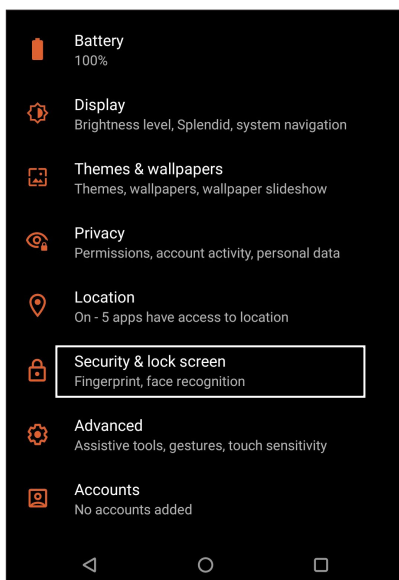 Battery
100%
Display
Brightness level, Splendid, system navigation
Themes & wallpapers
Themes, wallpapers, wallpaper slideshow
Privacy
Permissions, account activity, personal data
Location
On - 5 apps have access to location
Security & lock screen
Fingerprint, face recognition
Advanced
Assistive tools, gestures, touch sensitivity
Accounts
No accounts added